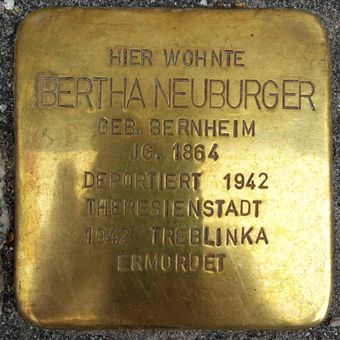 HIER WOHNTE
BERTHA NEUBURGER
GEB. BERNHEIM
JG. 1864
DEPORTIERT 1942
THERESIENSTADT
1942 TREBLINKA
ERMORDET